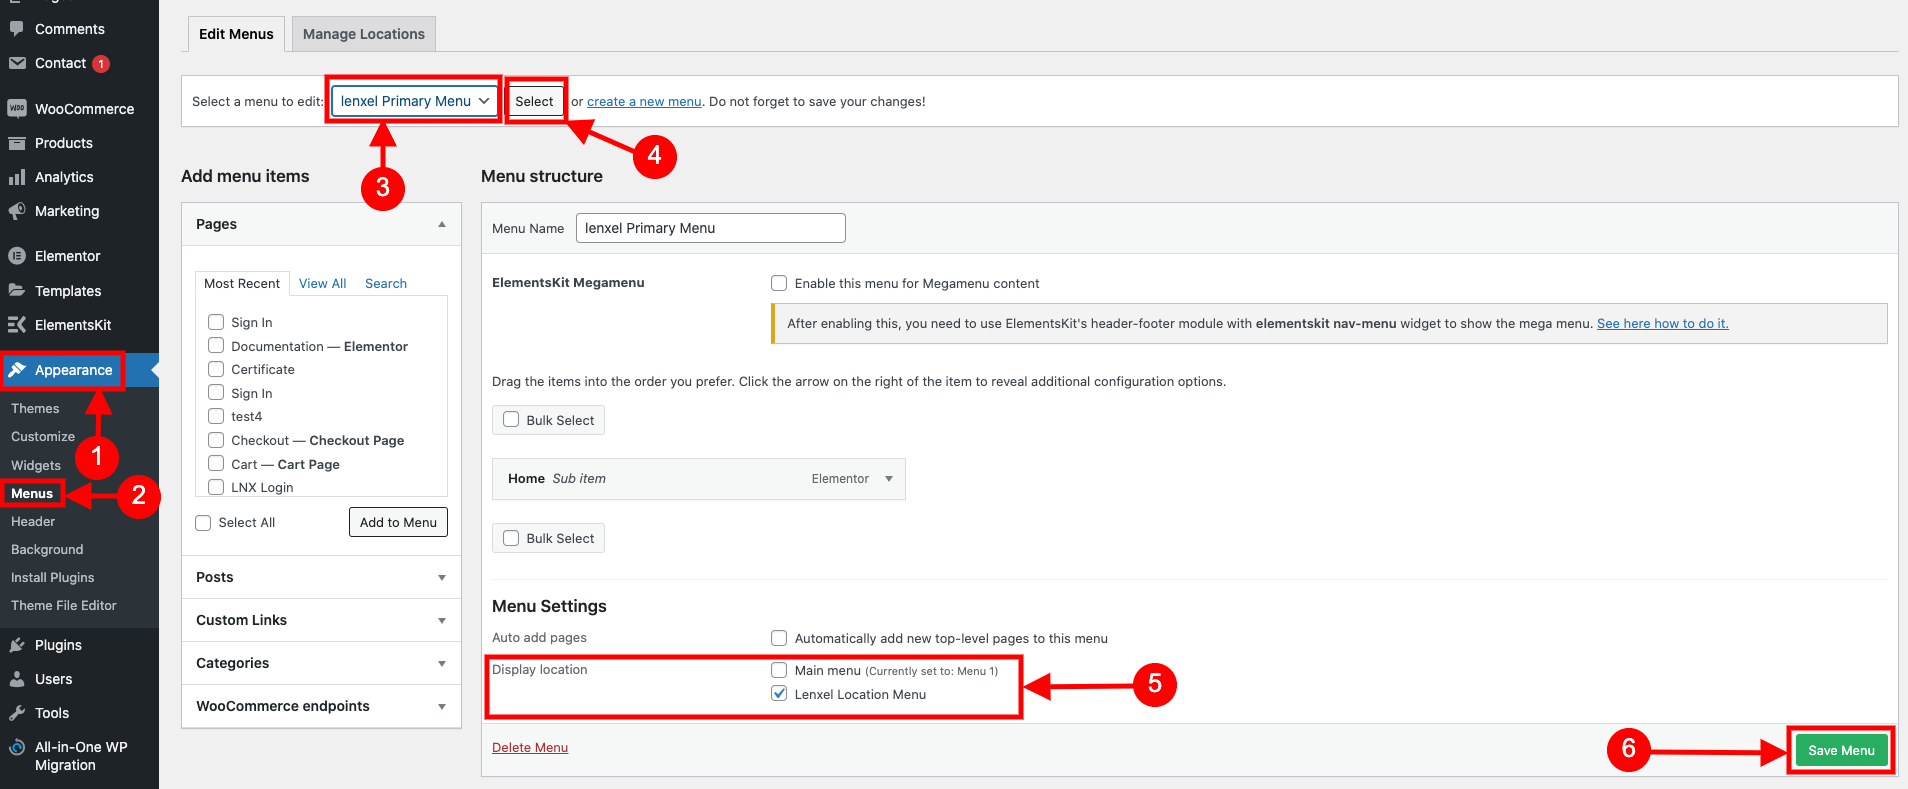 Comments
Contact 1
WooCommerce
Products
Analytics
Marketing
Elementor
Templates
ElementsKit
Appearance
Themes
Customize
Widgets
1
Menus
2
Header
Background
Install Plugins
Theme File Editor
Plugins
Users
Tools
All-in-One WP
Migration
Edit Menus
Manage Locations
Select a menu to edit: lenxel Primary Menu Select or create a new menu. Do not forget to save your changes!
3
4
Add menu items
Pages
Most Recent View All Search
Sign In
Documentation — Elementor
Certificate
Sign In
test4
Checkout — Checkout Page
Cart — Cart Page
LNX Login
Select All Add to Menu
Posts
Custom Links
Categories
WooCommerce endpoints
Menu structure
Menu Name lenxel Primary Menu
ElementsKit Megamenu Enable this menu for Megamenu content
After enabling this, you need to use ElementsKit's header-footer module with elementskit nav-menu widget to show the mega menu. See here how to do it.
Drag the items into the order you prefer. Click the arrow on the right of the item to reveal additional configuration options.
Bulk Select
Home Sub item Elementor
Bulk Select
Menu Settings
Auto add pages Automatically add new top-level pages to this menu
Display location Main menu (Currently set to: Menu 1)
Lenxel Location Menu
5
Delete Menu
6
Save Menu